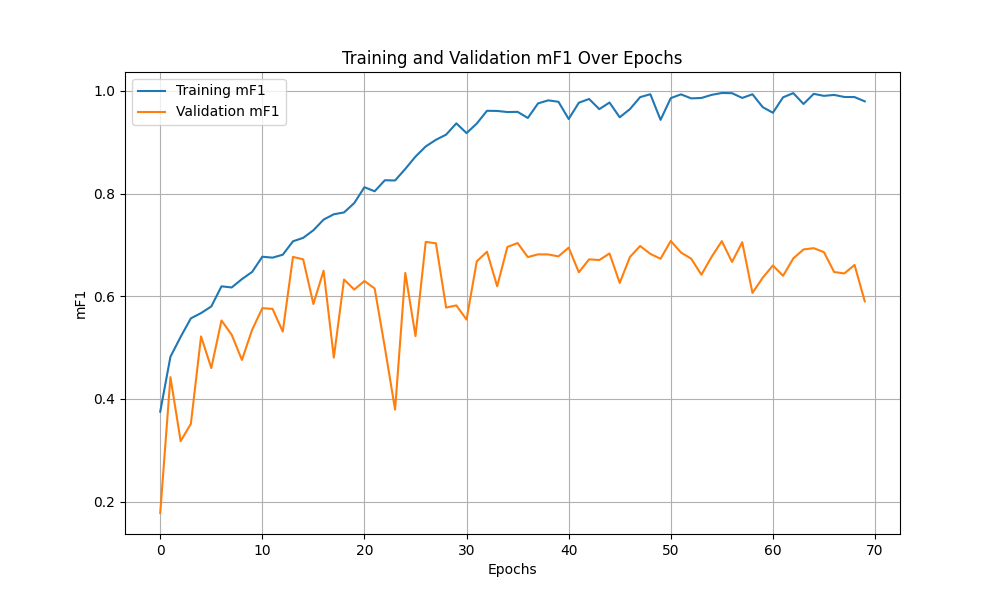 Training and Validation mF1 Over Epochs
Training mF1
Validation mF1
1.0
0.8
0.6
0.4
0.2
mF1
0 10 20 30 40 50 60 70
Epochs